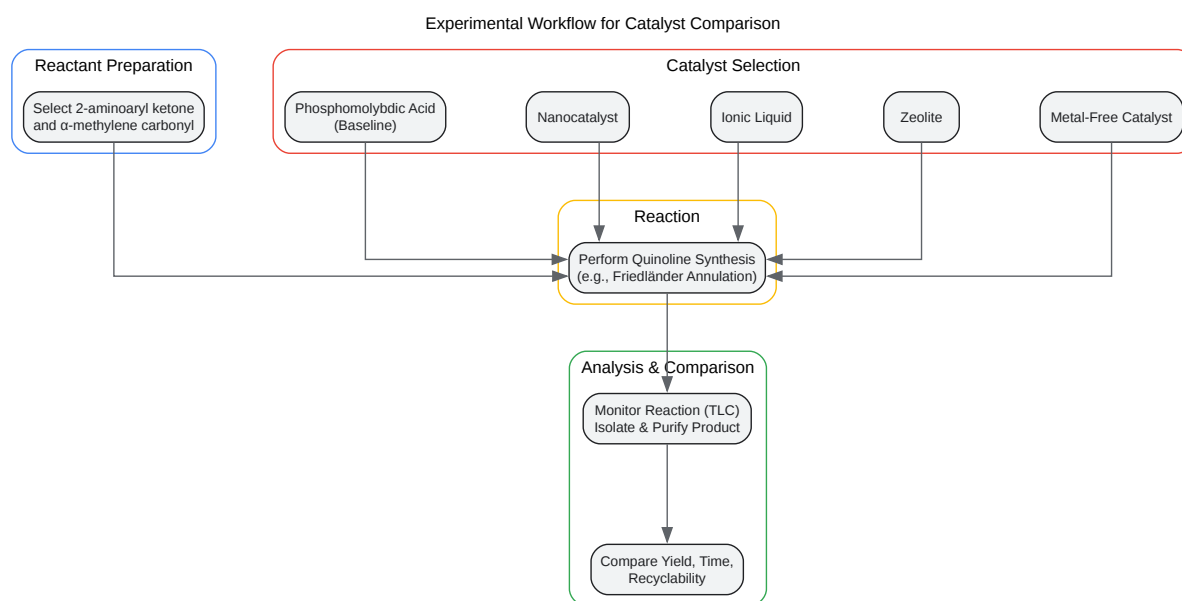 Experimental Workflow for Catalyst Comparison
Reactant Preparation
Select 2-aminoaryl ketone
and α-methylene carbonyl
Catalyst Selection
Phosphomolybdic Acid
(Baseline)
Nanocatalyst
Ionic Liquid
Zeolite
Metal-Free Catalyst
Reaction
Perform Quinoline Synthesis
(e.g., Friedländer Annulation)
Analysis & Comparison
Monitor Reaction (TLC)
Isolate & Purify Product
Compare Yield, Time,
Recyclability